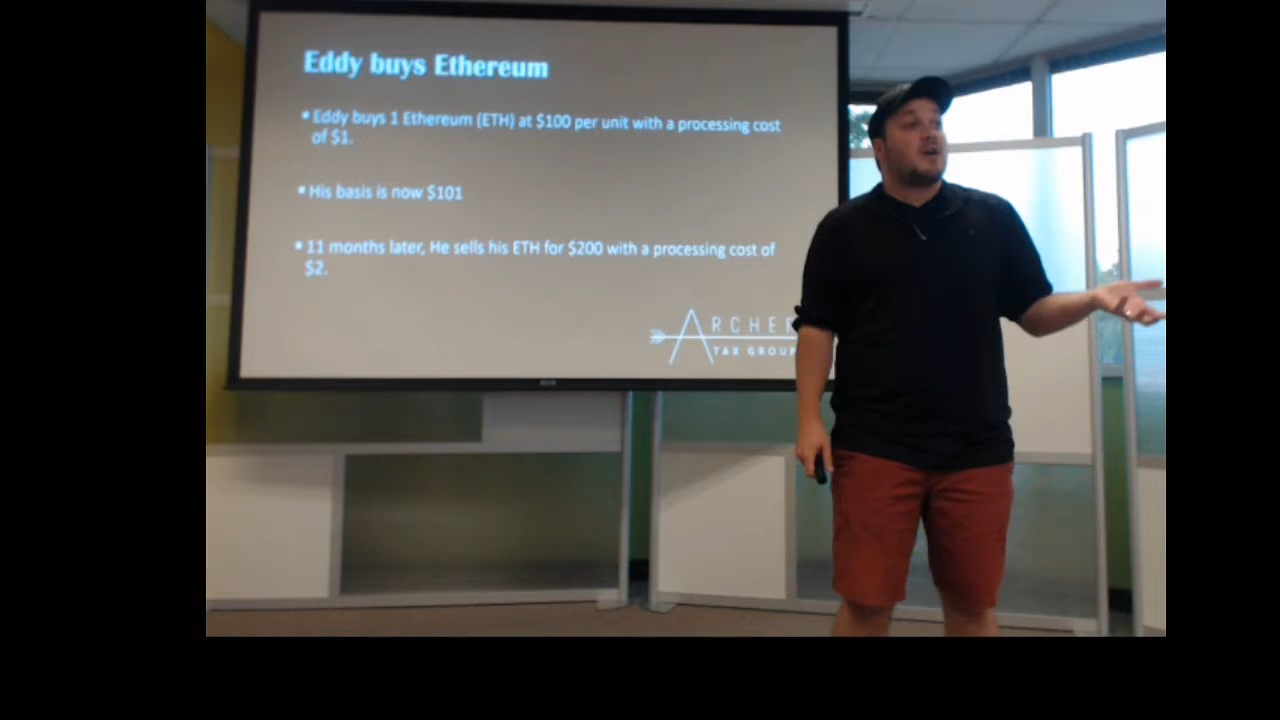 Eddy buys Ethereum
▪ Eddy buys 1 Ethereum (ETH) at $100 per unit with a processing cost
of $1.
▪ His basis is now $101
▪ 11 months later, He sells his ETH for $200 with a processing cost of
$2.
ARCHER
TAX GROUP